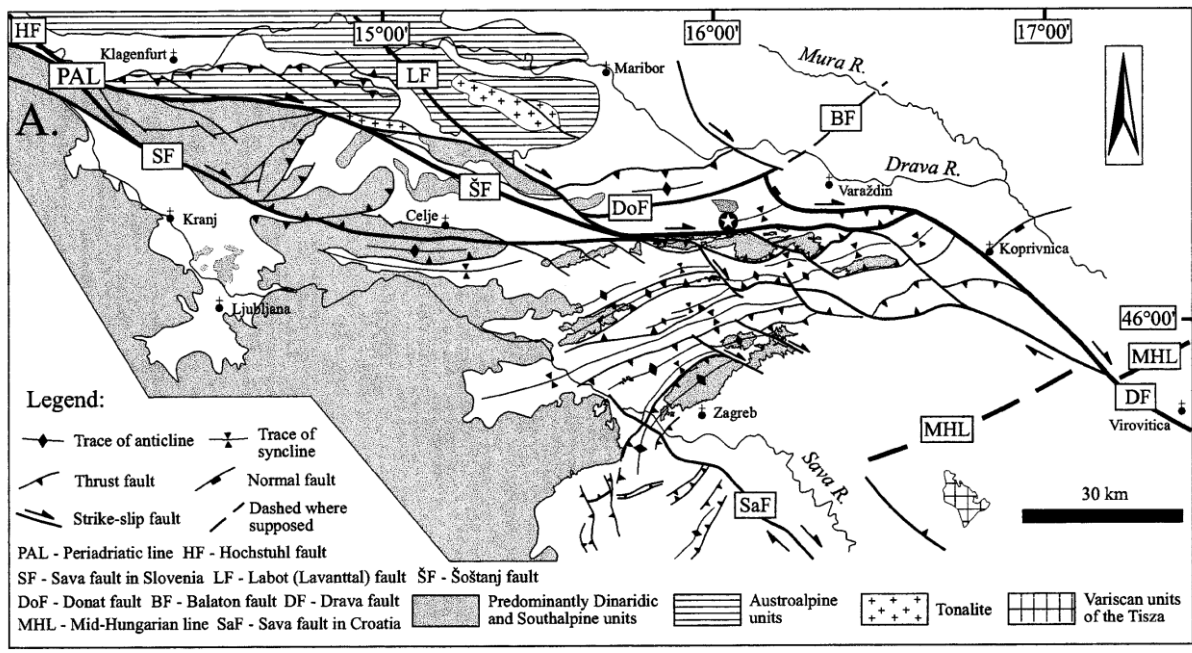 HF
15°00'
16°00'
17°00'
Klagenfurt
PAL
LF
Maribor
Mura R.
BF
A.
SF
Drava R.
ŠF
DoF
Varaždin
Kranj
Celje
Koprivnica
Ljubljana
46°00'
MHL
DF
Virovitica
Zagreb
MHL
Sava R.
SaF
30 km
Legend:
Trace of anticline
Trace of
syncline
Thrust fault
Normal fault
Strike-slip fault
Dashed where
supposed
PAL - Periadriatic line HF - Hochstuhl fault
SF - Sava fault in Slovenia LF - Labot (Lavanttal) fault ŠF - Šoštanj fault
DoF - Donat fault BF - Balaton fault DF - Drava fault
MHL - Mid-Hungarian line SaF - Sava fault in Croatia
Predominantly Dinaridic
and Southalpine units
Austroalpine
units
Tonalite
Variscan units
of the Tisza